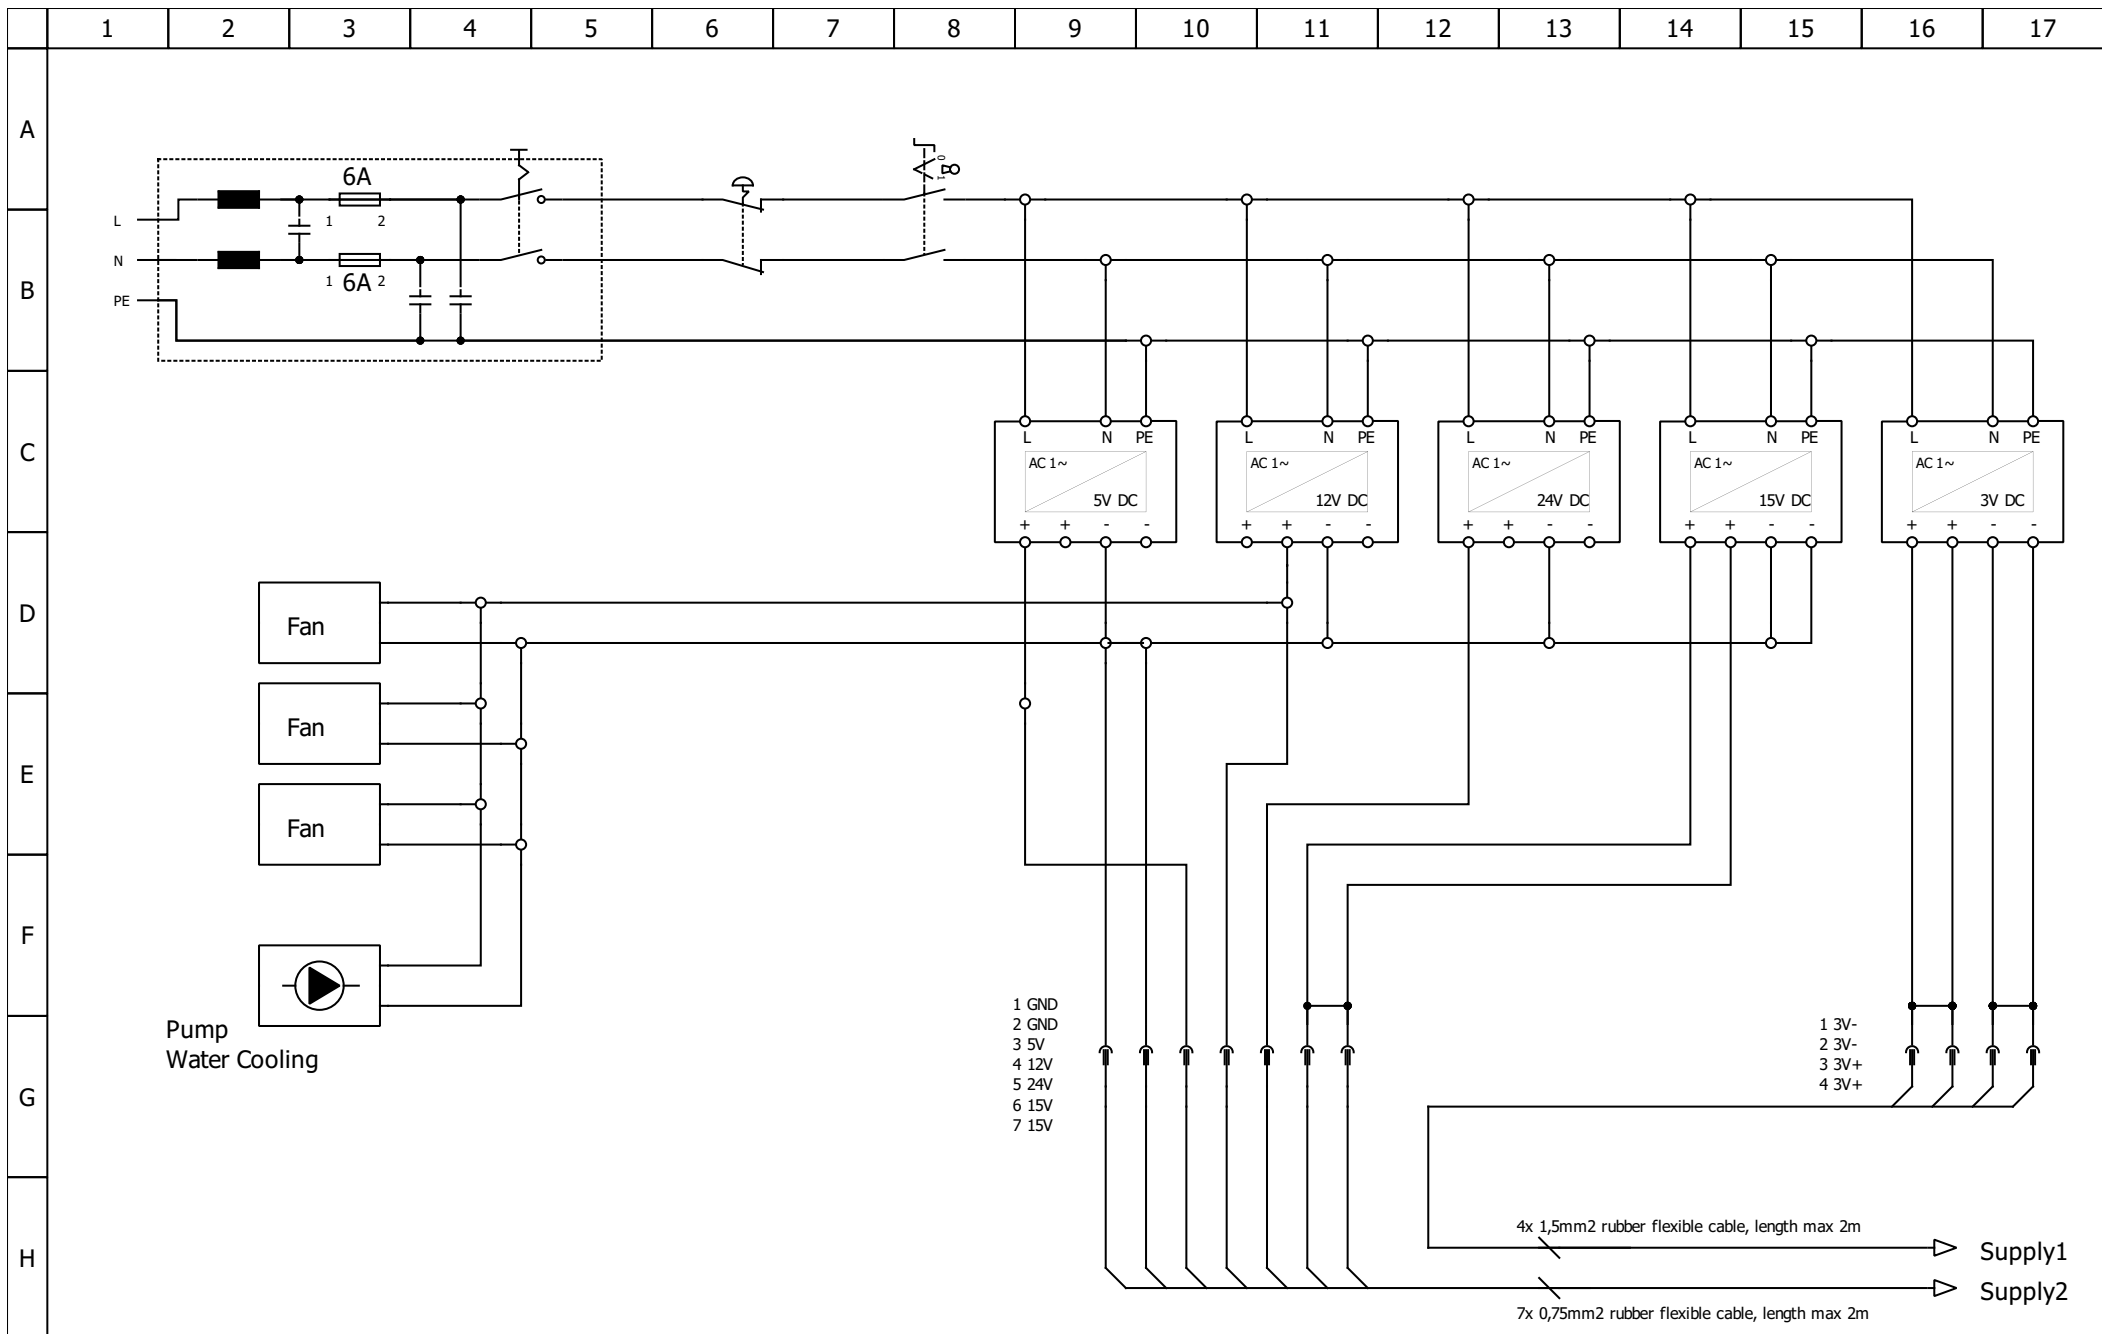 1 2 3 4 5 6 7 8 9 10 11 12 13 14 15 16 17
A
6A
0
1
L
1 2
N
1 6A 2
B
PE
C
L N PE L N PE L N PE L N PE L N PE
AC 1~ AC 1~ AC 1~ AC 1~ AC 1~
5V DC 12V DC 24V DC 15V DC 3V DC
+ + - - + + - - + + - - + + - - + + - -
D
Fan
Fan
E
Fan
F
Pump
Water Cooling
1 GND
2 GND
3 5V
4 12V
5 24V
6 15V
7 15V
1 3V-
2 3V-
3 3V+
4 3V+
G
4x 1,5mm2 rubber flexible cable, length max 2m
H
Supply1
Supply2
7x 0,75mm2 rubber flexible cable, length max 2m